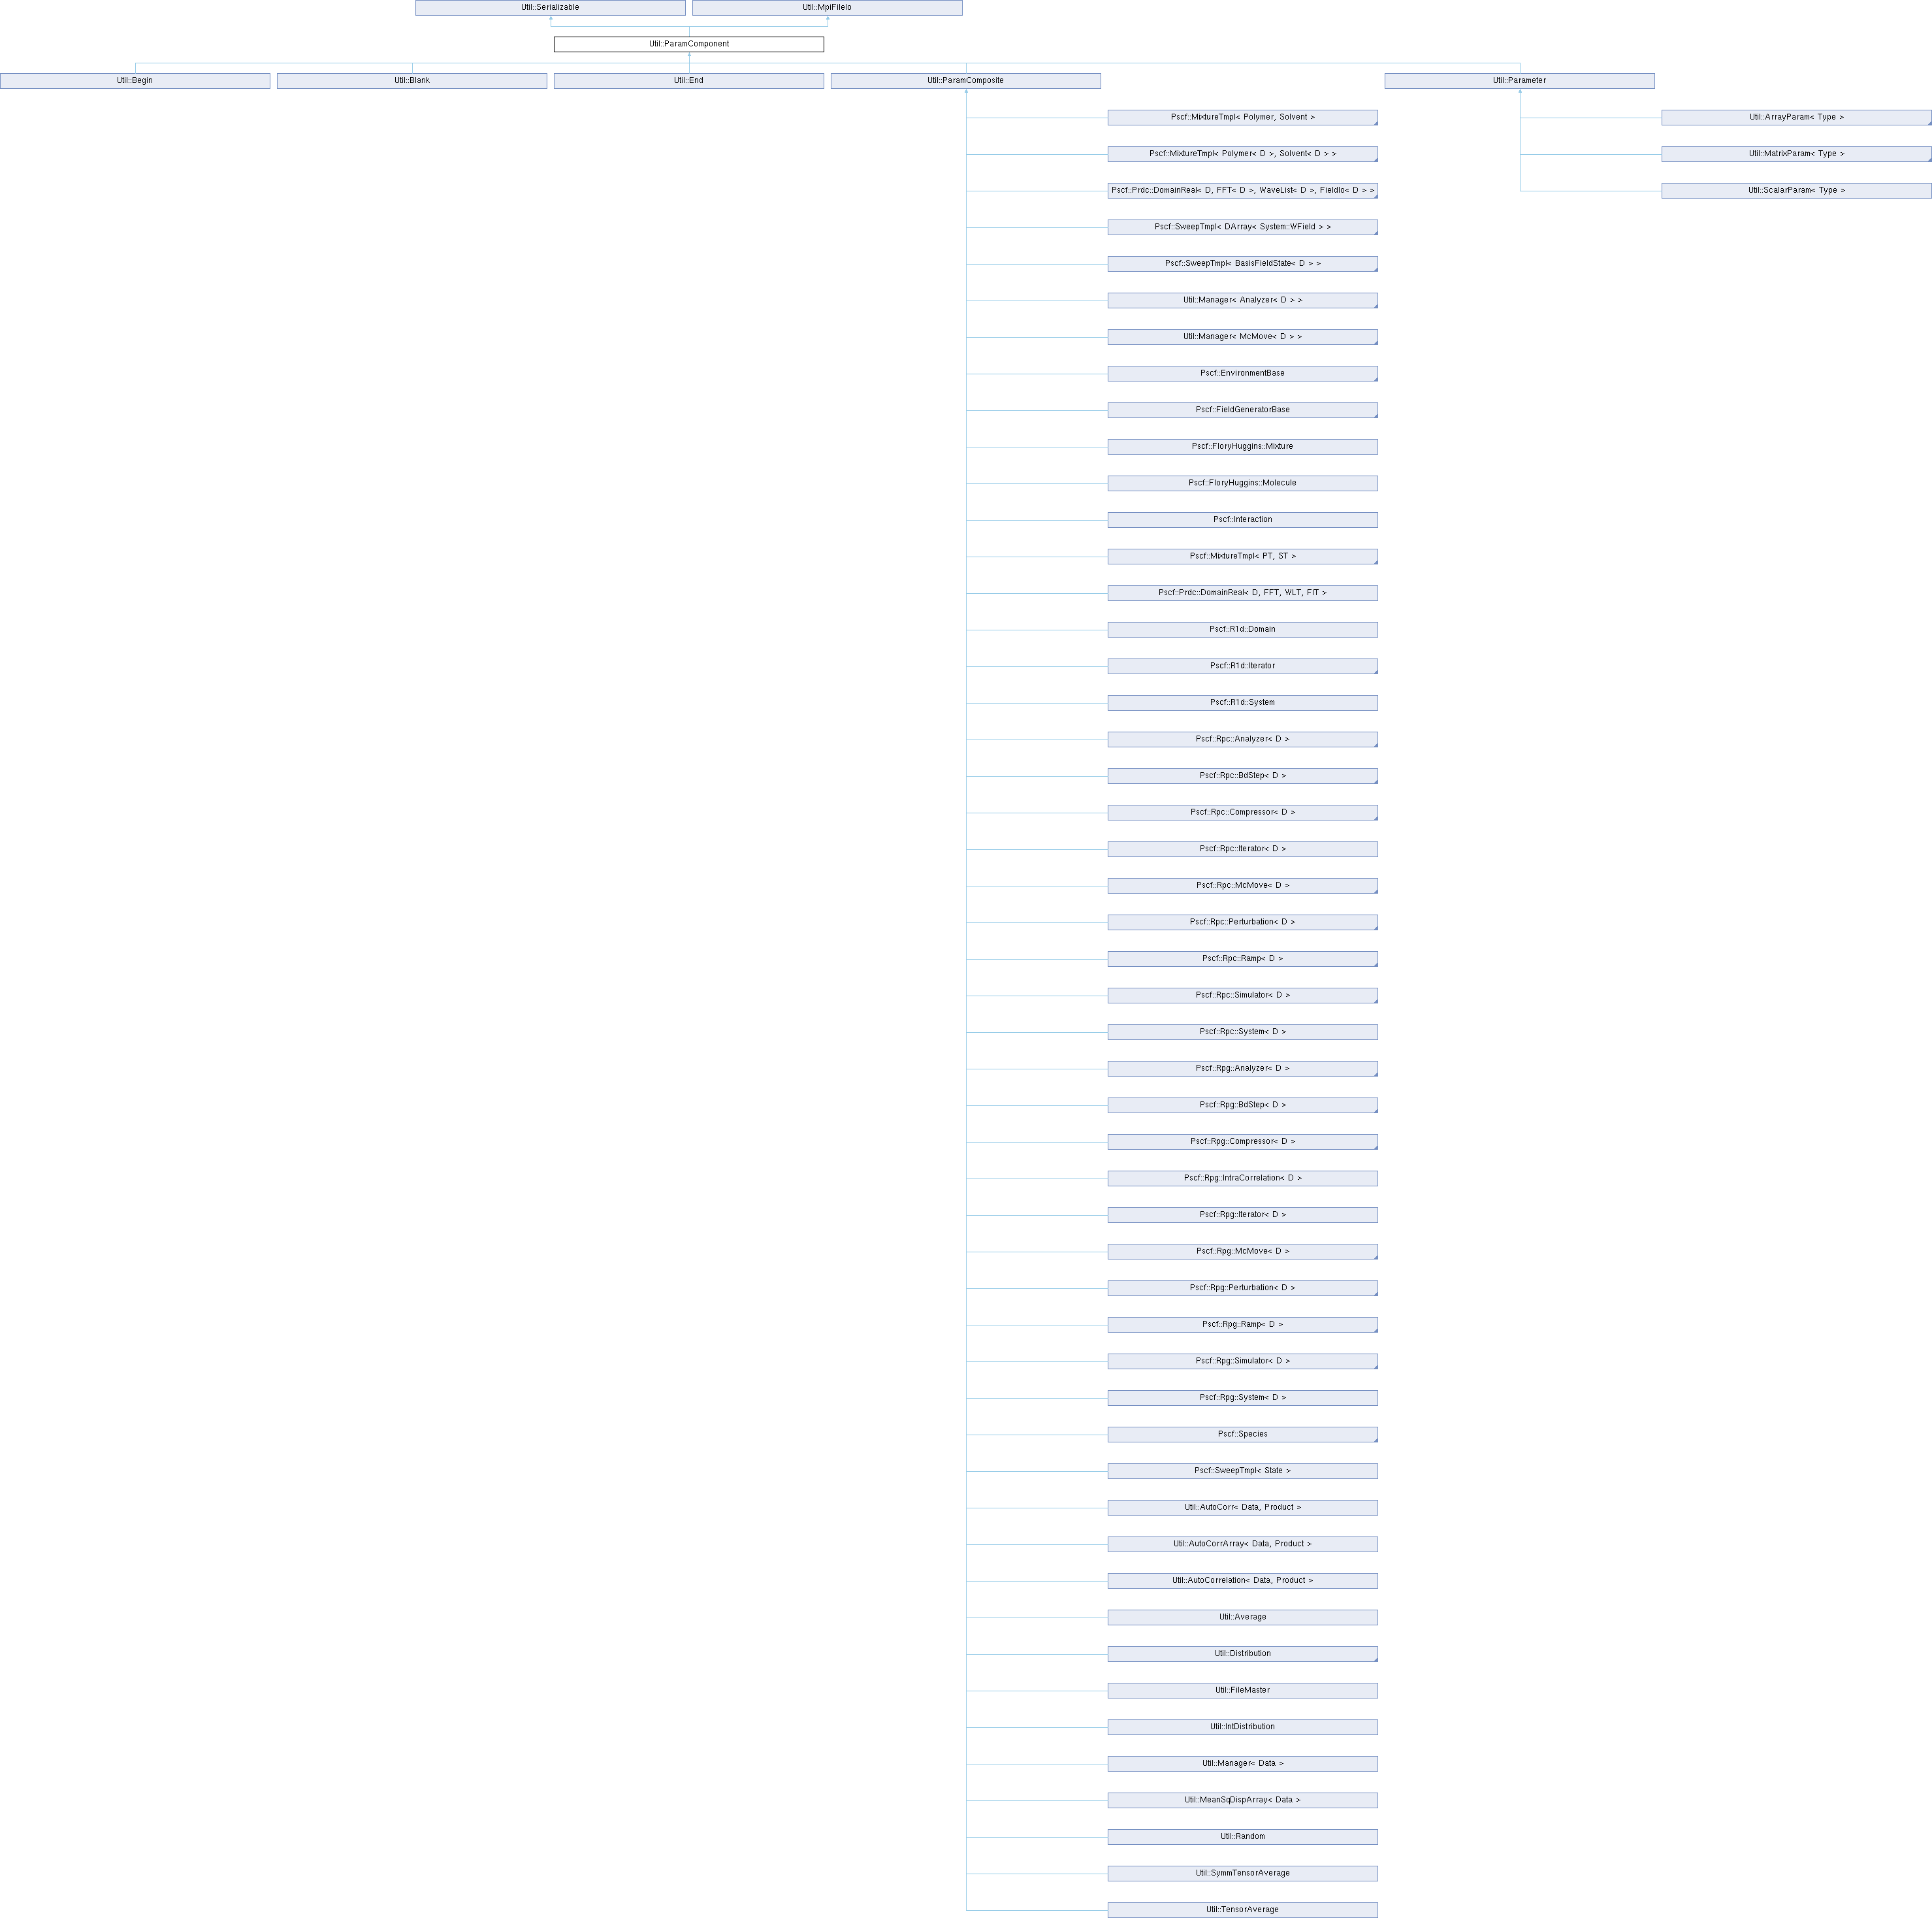 Util::Serializable
Util::MpiFileIo
Util::ParamComponent
Util::Begin
Util::Blank
Util::End
Util::ParamComposite
Util::Parameter
Pscf::MixtureTmpl< Polymer, Solvent >
Util::ArrayParam< Type >
Pscf::MixtureTmpl< Polymer< D >, Solvent< D > >
Util::MatrixParam< Type >
Pscf::Prdc::DomainReal< D, FFT< D >, WaveList< D >, FieldIo< D > >
Util::ScalarParam< Type >
Pscf::SweepTmpl< DArray< System::WField > >
Pscf::SweepTmpl< BasisFieldState< D > >
Util::Manager< Analyzer< D > >
Util::Manager< McMove< D > >
Pscf::EnvironmentBase
Pscf::FieldGeneratorBase
Pscf::FloryHuggins::Mixture
Pscf::FloryHuggins::Molecule
Pscf::Interaction
Pscf::MixtureTmpl< PT, ST >
Pscf::Prdc::DomainReal< D, FFT, WLT, FIT >
Pscf::R1d::Domain
Pscf::R1d::Iterator
Pscf::R1d::System
Pscf::Rpc::Analyzer< D >
Pscf::Rpc::BdStep< D >
Pscf::Rpc::Compressor< D >
Pscf::Rpc::Iterator< D >
Pscf::Rpc::McMove< D >
Pscf::Rpc::Perturbation< D >
Pscf::Rpc::Ramp< D >
Pscf::Rpc::Simulator< D >
Pscf::Rpc::System< D >
Pscf::Rpg::Analyzer< D >
Pscf::Rpg::BdStep< D >
Pscf::Rpg::Compressor< D >
Pscf::Rpg::IntraCorrelation< D >
Pscf::Rpg::Iterator< D >
Pscf::Rpg::McMove< D >
Pscf::Rpg::Perturbation< D >
Pscf::Rpg::Ramp< D >
Pscf::Rpg::Simulator< D >
Pscf::Rpg::System< D >
Pscf::Species
Pscf::SweepTmpl< State >
Util::AutoCorr< Data, Product >
Util::AutoCorrArray< Data, Product >
Util::AutoCorrelation< Data, Product >
Util::Average
Util::Distribution
Util::FileMaster
Util::IntDistribution
Util::Manager< Data >
Util::MeanSqDispArray< Data >
Util::Random
Util::SymmTensorAverage
Util::TensorAverage